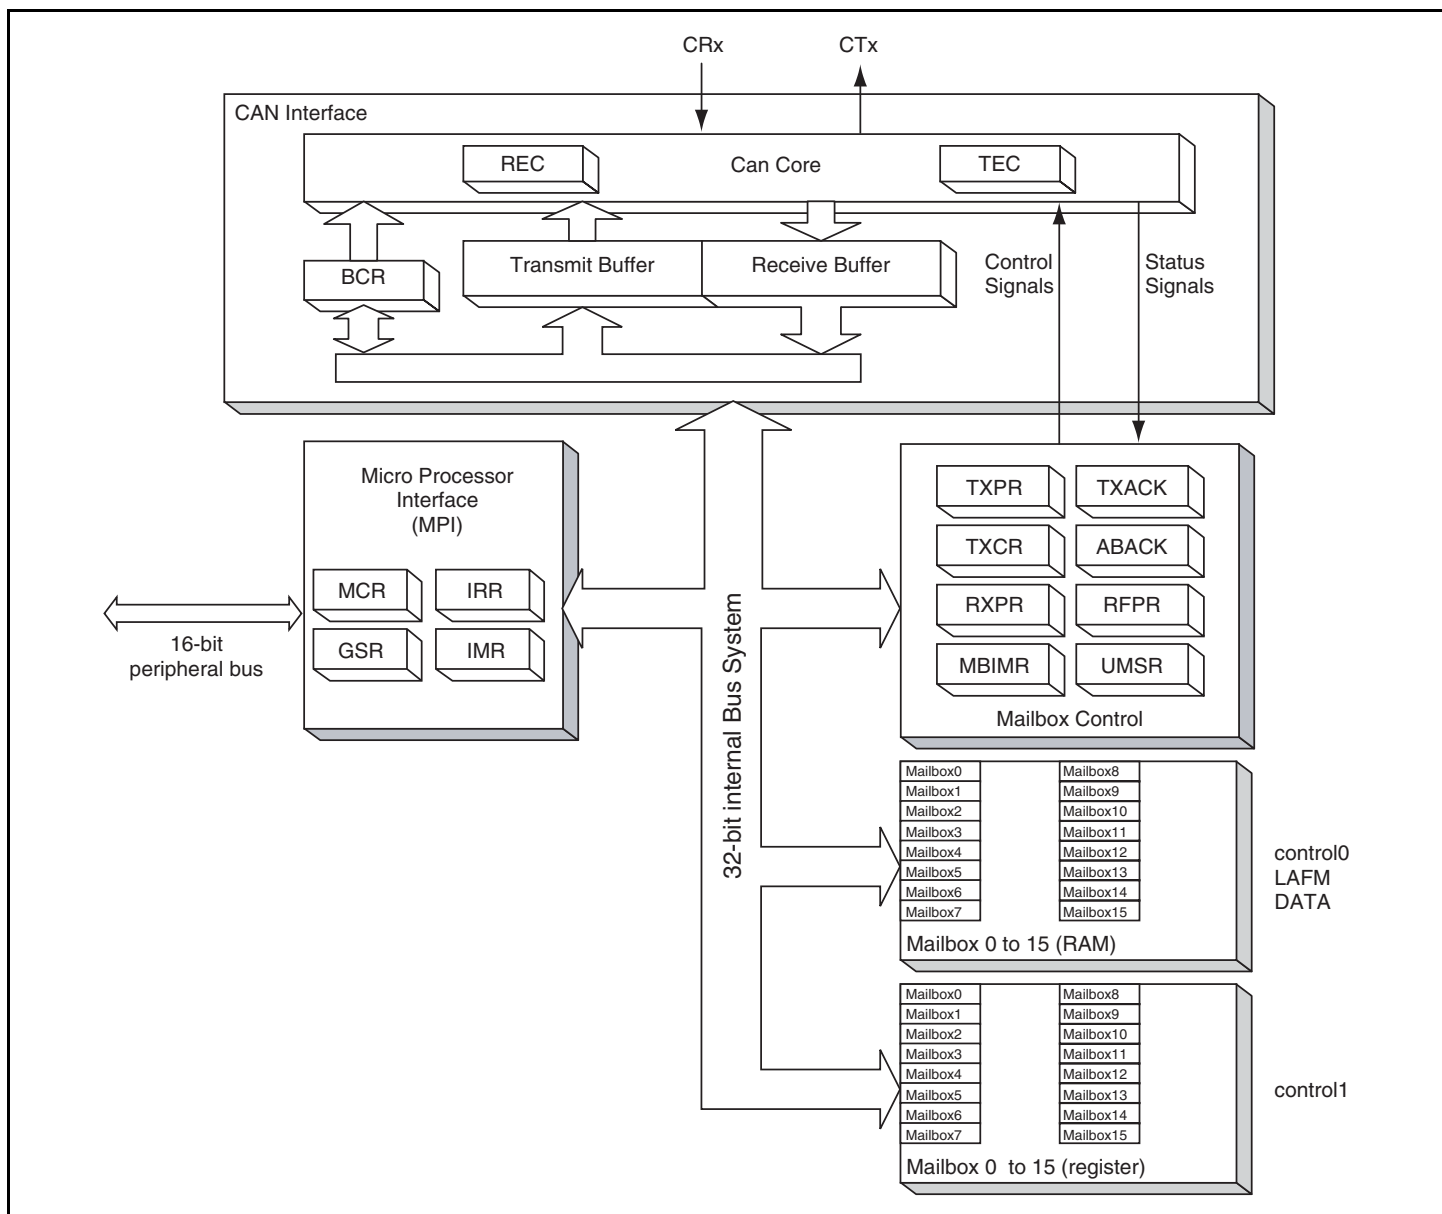 CRx
CTx
CAN Interface
REC
Can Core
TEC
BCR
Transmit Buffer
Receive Buffer
Control
Signals
Status
Signals
Micro Processor
Interface
(MPI)
MCR
IRR
GSR
IMR
16-bit
peripheral bus
32-bit internal Bus System
TXPR
TXACK
TXCR
ABACK
RXPR
RFPR
MBIMR
UMSR
Mailbox Control
Mailbox0
Mailbox1
Mailbox2
Mailbox3
Mailbox4
Mailbox5
Mailbox6
Mailbox7
Mailbox8
Mailbox9
Mailbox10
Mailbox11
Mailbox12
Mailbox13
Mailbox14
Mailbox15
Mailbox 0 to 15 (RAM)
control0
LAFM
DATA
Mailbox0
Mailbox1
Mailbox2
Mailbox3
Mailbox4
Mailbox5
Mailbox6
Mailbox7
Mailbox8
Mailbox9
Mailbox10
Mailbox11
Mailbox12
Mailbox13
Mailbox14
Mailbox15
Mailbox 0 to 15 (register)
control1